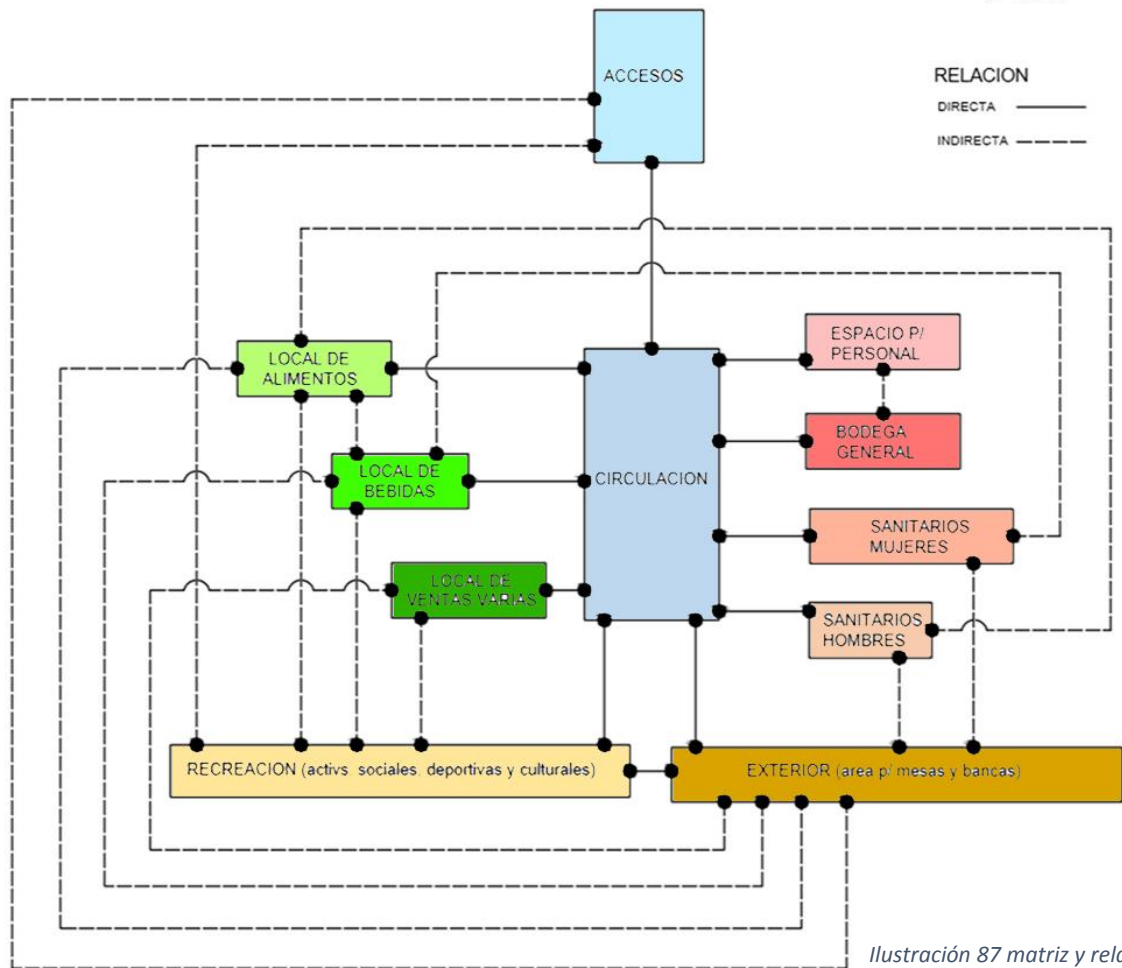 ACCESOS
RELACION
DIRECTA
INDIRECTA
LOCAL DE
ALIMENTOS
ESPACIO P/
PERSONAL
BODEGA
GENERAL
LOCAL DE
BEBIDAS
CIRCULACION
SANITARIOS
MUJERES
LOCAL DE
VENTAS VARIAS
SANITARIOS
HOMBRES
RECREACION (activs. sociales. deportivas y culturales)
EXTERIOR (area p/ mesas y bancas)
Ilustración 87 matriz y rela